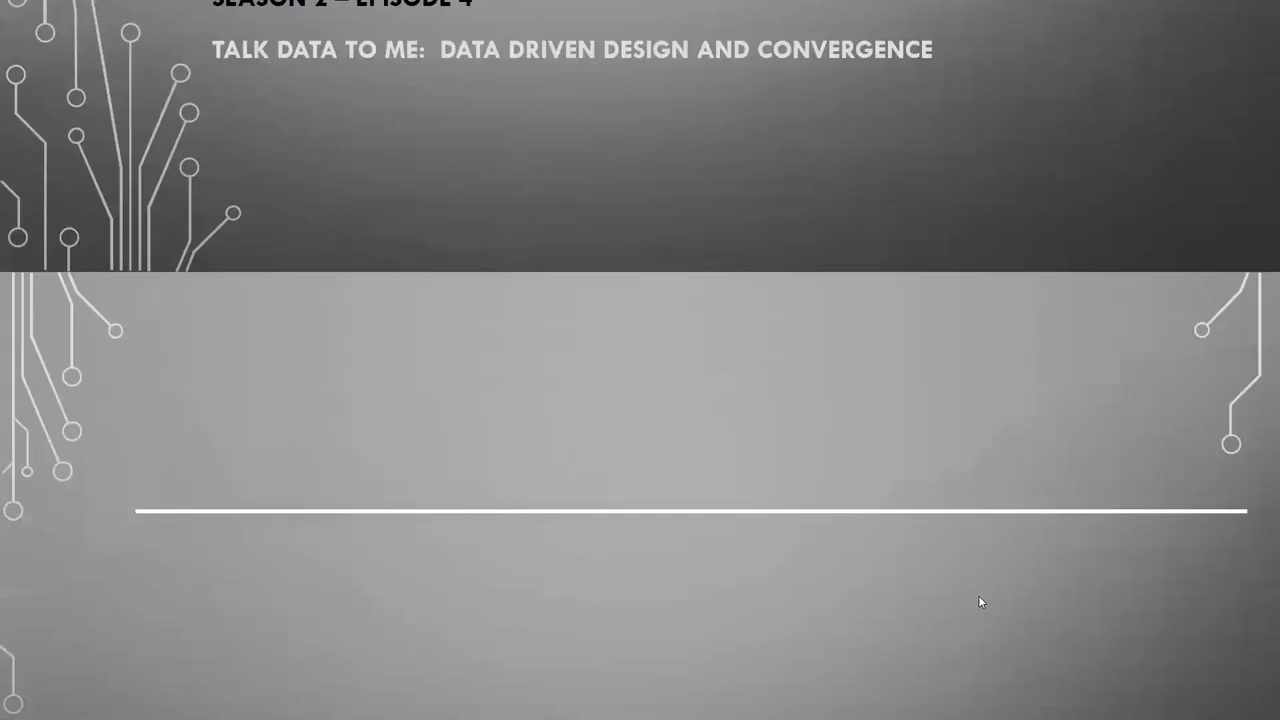 SEASON 2 – EPISODE 4
TALK DATA TO ME: DATA DRIVEN DESIGN AND CONVERGENCE